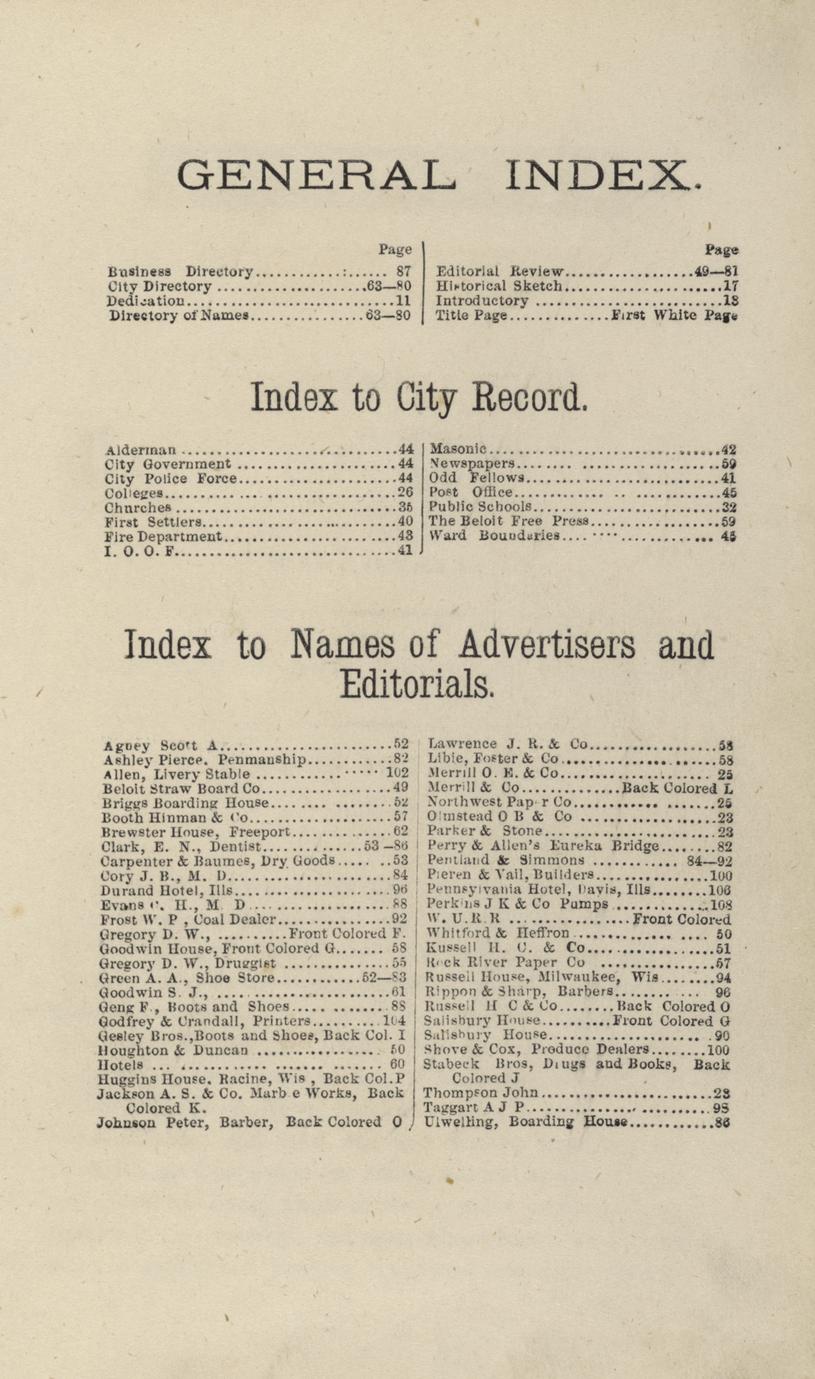 GENERAL INDEX.
Page
Business Directory............:...... 87
City Directory ...................63—80
Dedication...........................11
Directory of Names................63—80
Page
Editorial Review..................49—81
Historical Sketch......................17
Introductory ..........................13
Title Page..............First White Page
Index to City Record.
Alderman ............................44
City Government ......................44
City Police Force......................44
Colleges............................26
Churches ............................35
First Settlers..........................40
Fire Department........................43
I. O. O. F..............................41
Masonic................................42
Newspapers........ ...................59
Odd Fellows............................41
Post Office............. .. ............45
Public Schools..........................32
The Beloit Free Press..................59
Ward Boundaries.... .... ............... 45
Index to Names of Advertisers and
Editorials.
Agney Scott A........................52
Ashley Pierce. Penmanship............82
Allen, Livery Stable ................ 102
Beloit Straw Board Co..................49
Briggs Boarding House........ ........52
Booth Hinman & Co....................57
Brewster House, Freeport..............62
Clark, E. N., Dentist..............53—86
Carpenter & Baumes, Dry Goods..... ..53
Cory J. B., M. D......................84
Durand Hotel, Ills......................96
Evans C. H., M. D ....................88
Frost W. P , Coal Dealer..............92
Gregory D. W., ..........Front Colored F.
Goodwin House, Front Colored G....... 58
Gregory D. W., Druggist ..............55
Green A. A., Shoe Store............52—83
Goodwin S. J., .... ....................61
Geng F., Boots and Shoes..... ........88
Godfrey & Crandall, Printers..........104
Gesley Bros.,Boots and Shoes, Back Col. I
Houghton & Duncan ................. 50
Hotels ... ............ ....... ....... 60
Huggins House. Racine, Wis , Back Col.P
Jackson A. S. & Co. Marb e Works, Back
Colored K.
Johnson Peter, Barber, Back Colored O
Lawrence J. R. & Co..................58
Libie, Foster & Co......................58
Merrill O. E. & Co.................... 25
Merrill & Co..............Back Colored L
Northwest Pap r Co............ ........25
Olmstead O B & Co ..................23
Parker & Stone........................23
Perry & Allen's Eureka Bridge........82
Pentland & Simmons ............ 84—92
Pieren & Vail, Builders................100
Pennsylvania Hotel, Davis, Ills........106
Perkins J K & Co Pumps ..............108
W. U. R. R ..................Front Colored
Whitford & Heffron .............. .... 50
Russell H. C. & Co....................51
Rock River Paper Co ................57
Russell House, Milwaukee, Wis........94
Rippon & Sharp, Barbers........ ... 96
Russell H C & Co........Back Colored O
Salisbury House..........Front Colored G
Salisbury House...................... .90
Shove & Cox, Produce Dealers........100
Stabeck Bros, Drugs and Books, Back
Colored J
Thompson John........................23
Taggart A J P..........................98
Ulwelling, Boarding House............86